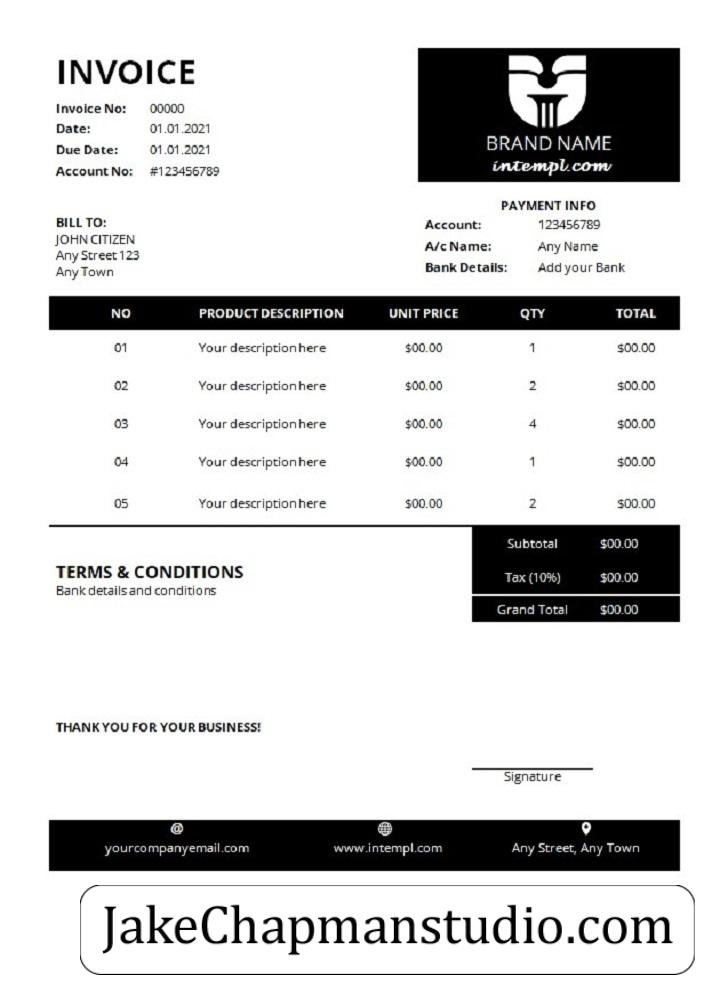 INVOICE
Invoice No: 00000
Date: 01.01.2021
Due Date: 01.01.2021
Account No: #123456789
BRAND NAME
intempl.com
BILL TO:
JOHN CITIZEN
Any Street 123
Any Town
PAYMENT INFO
Account: 123456789
A/c Name: Any Name
Bank Details: Add your Bank
NO PRODUCT DESCRIPTION UNIT PRICE QTY TOTAL
01 Your description here $00.00 1 $00.00
02 Your description here $00.00 2 $00.00
03 Your description here $00.00 4 $00.00
04 Your description here $00.00 1 $00.00
05 Your description here $00.00 2 $00.00
Subtotal $00.00
Tax (10%) $00.00
Grand Total $00.00
TERMS & CONDITIONS
Bank details and conditions
THANK YOU FOR YOUR BUSINESS!
Signature
@
yourcompanyemail.com www.intempl.com Any Street, Any Town
JakeChapmanstudio.com